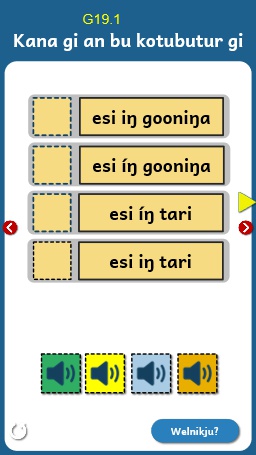 G19.1
Kana gi an bu kotubutur gi
esi iŋ gooniŋa
esi íŋ gooniŋa
esi íŋ tari
esi iŋ tari
Welnikju?